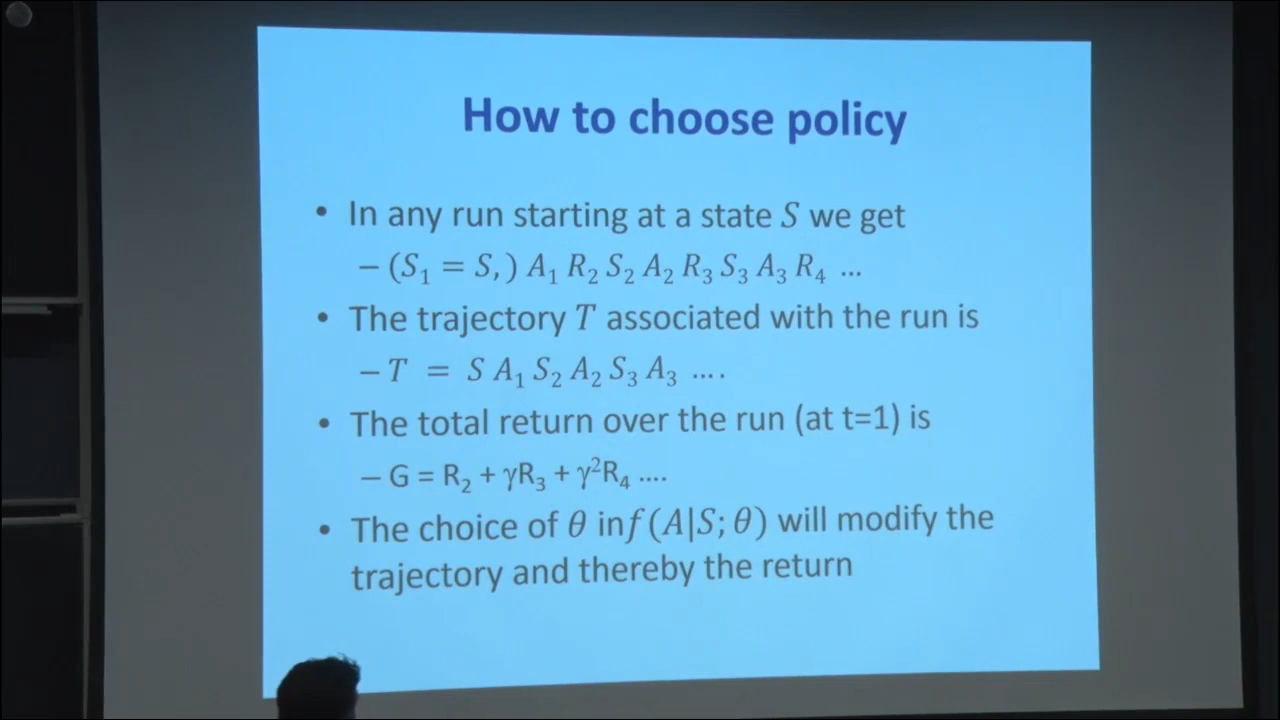 How to choose policy
• In any run starting at a state S we get
– (S₁ = S, ) A₁ R₂ S₂ A₂ R₃ S₃ A₃ R₄ ...
• The trajectory T associated with the run is
– T = S A₁ S₂ A₂ S₃ A₃ ....
• The total return over the run (at t=1) is
– G = R₂ + γR₃ + γ²R₄ ....
• The choice of θ inf(A|S; θ) will modify the
trajectory and thereby the return